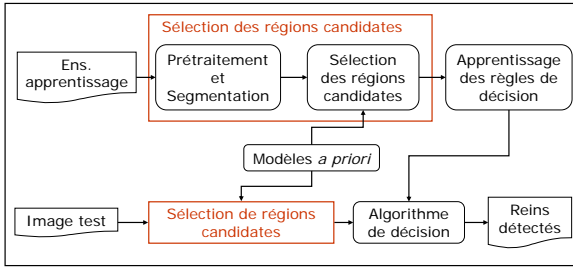 Sélection des régions candidates
Ens.
apprentissage
Prétraitement
et
Segmentation
Sélection
des régions
candidates
Apprentissage
des règles de
décision
Modèles a priori
Image test
Sélection de régions
candidates
Algorithme
de décision
Reins
détectés